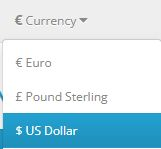 € Currency
€ Euro
£ Pound Sterling
$ US Dollar